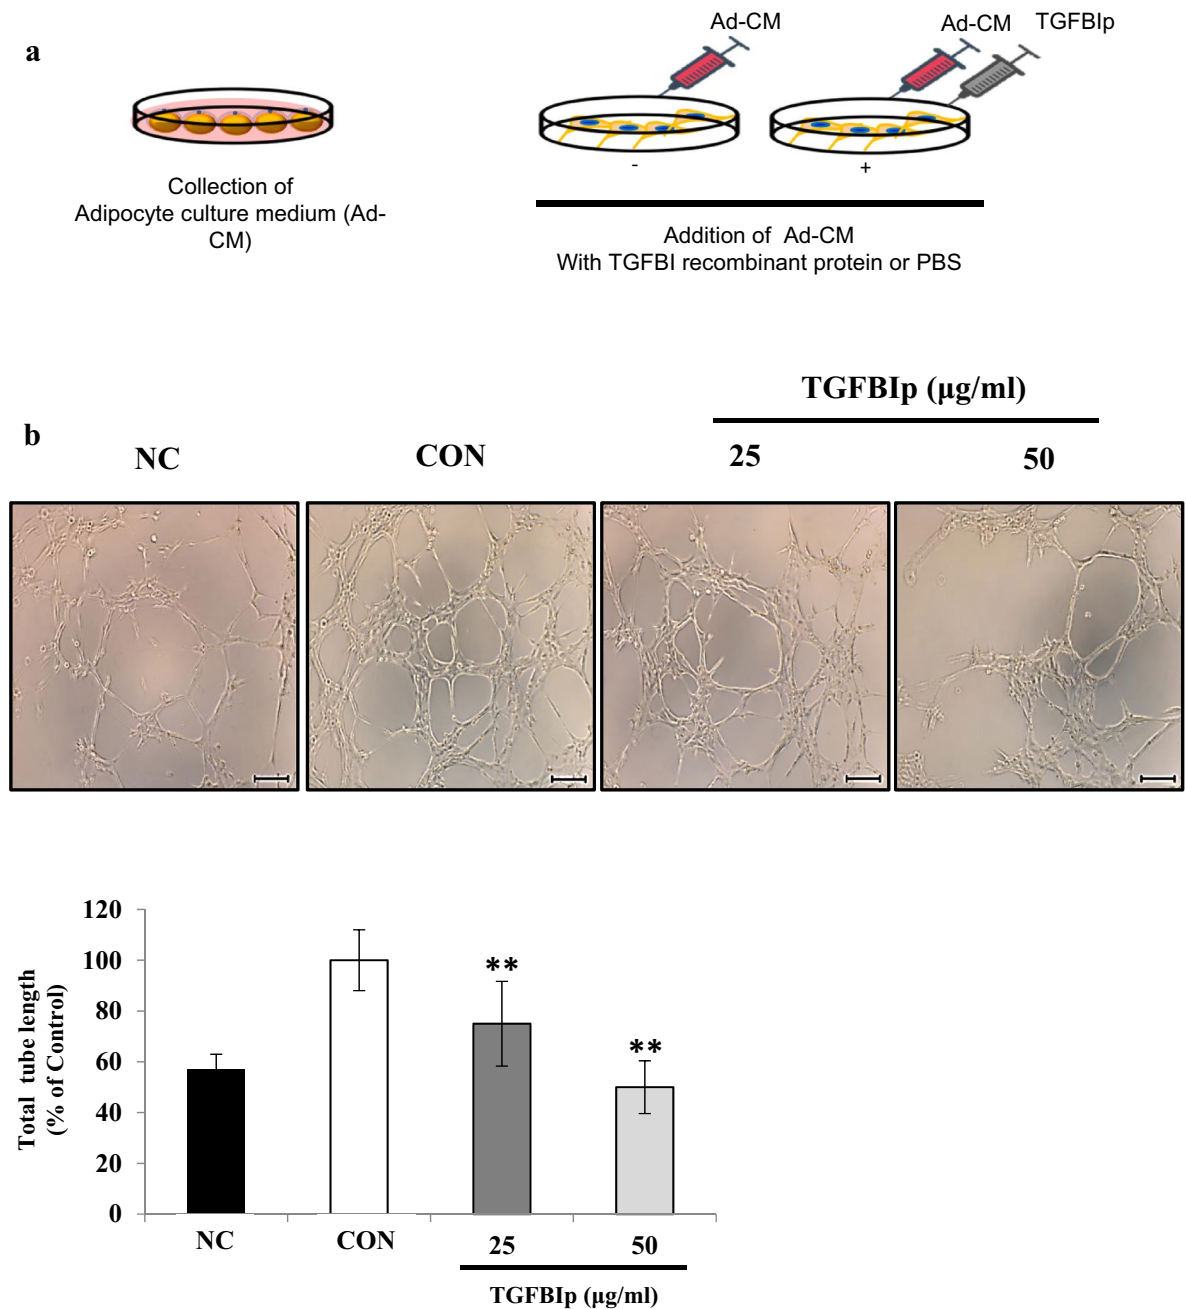 a
Ad-CM
Ad-CM TGFBIp
- +
Collection of
Adipocyte culture medium (Ad-
CM)
Addition of Ad-CM
With TGFBI recombinant protein or PBS
TGFBIp (μg/ml)
b
NC CON 25 50
120
100
80
60
40
20
0
Total tube length
(% of Control)
**
**
NC CON 25 50
TGFBIp (μg/ml)